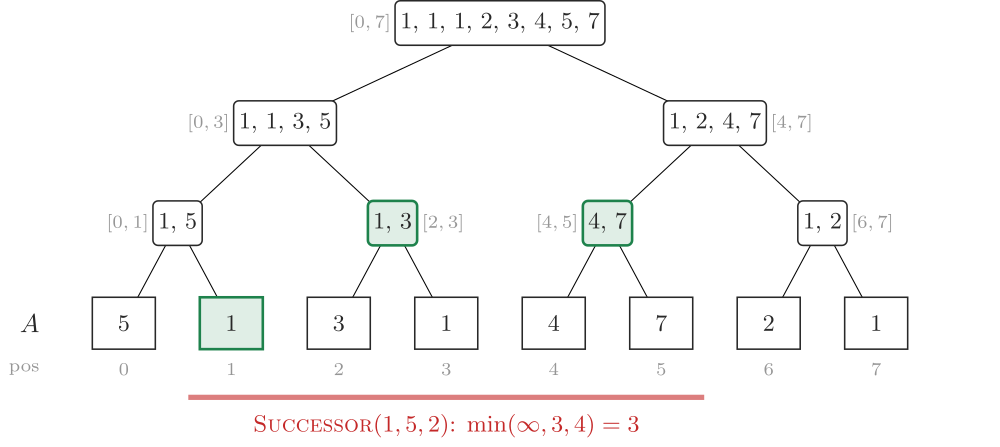 [0, 7] 1, 1, 1, 2, 3, 4, 5, 7
[0, 3] 1, 1, 3, 5 1, 2, 4, 7 [4, 7]
[0, 1] 1, 5 1, 3 [2, 3] [4, 5] 4, 7 1, 2 [6, 7]
A 5 1 3 1 4 7 2 1
pos 0 1 2 3 4 5 6 7
SUCCESSOR(1, 5, 2): min(∞, 3, 4) = 3